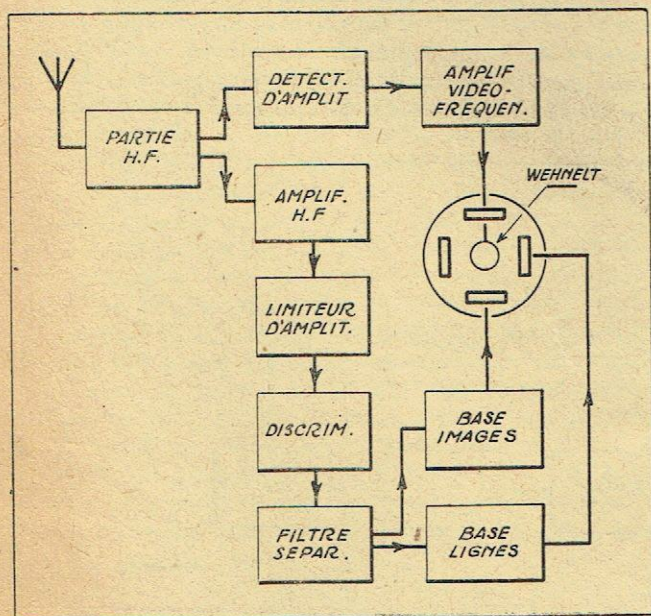 DETECT.
D'AMPLIT
AMPLIF
VIDEO-
FREQUEN.
PARTIE
H.F.
WEHNELT
AMPLIF.
H.F
LIMITEUR
D'AMPLIT.
DISCRIM.
BASE
IMAGES
FILTRE
SEPAR.
BASE
LIGNES